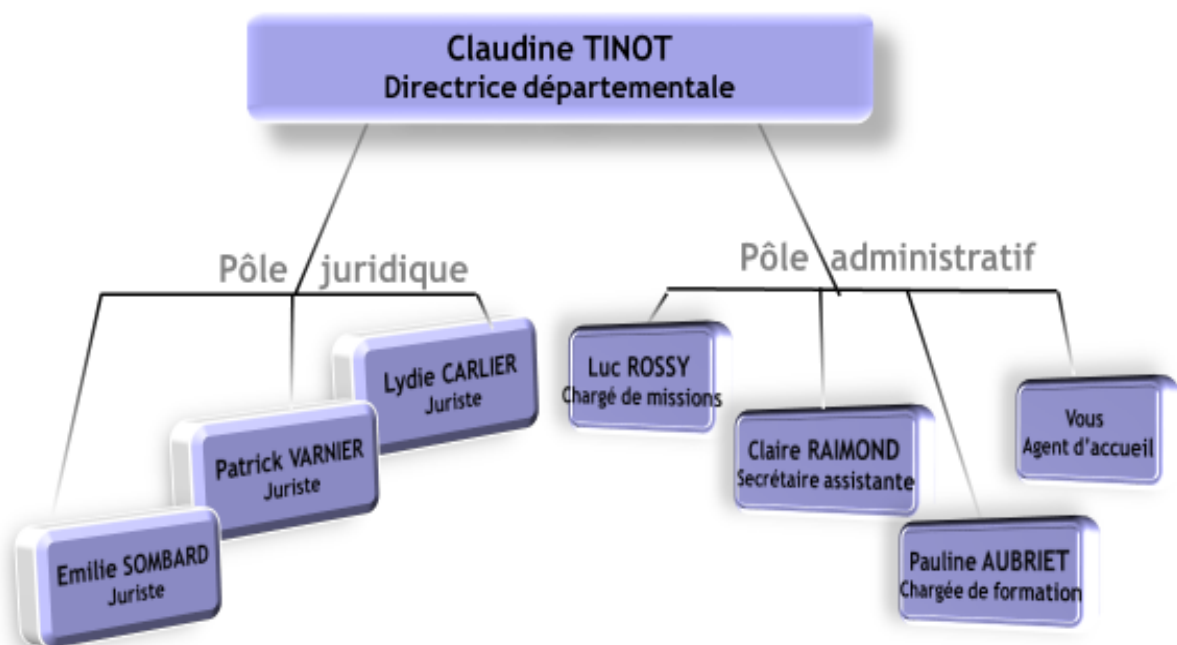 Claudine TINOT
Directrice départementale
Pôle juridique
Pôle administratif
Lydie CARLIER
Juriste
Patrick VARNIER
Juriste
Emilie SOMBARD
Juriste
Luc ROSSY
Chargé de missions
Claire RAIMOND
Secrétaire assistante
Pauline AUBRIET
Chargée de formation
Vous
Agent d'accueil